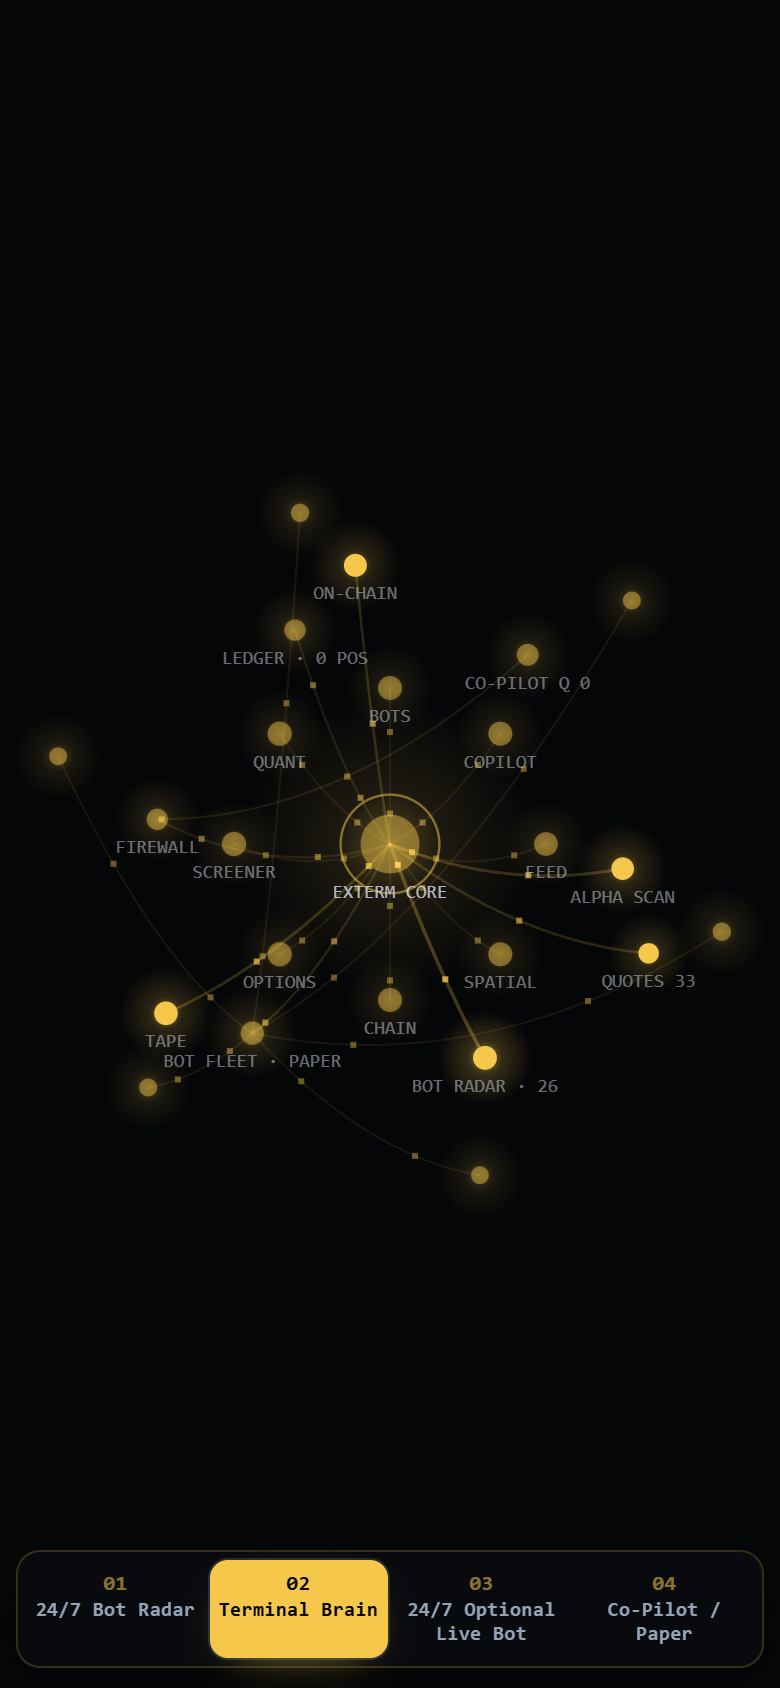 ON-CHAIN
LEDGER · 0 POS
CO-PILOT Q 0
BOTS
QUANT
COPILOT
FIREWALL
SCREENER
FEED
EXTERM CORE
ALPHA SCAN
OPTIONS
SPATIAL
QUOTES 33
CHAIN
TAPE
BOT FLEET · PAPER
BOT RADAR · 26
01
24/7 Bot Radar
02
Terminal Brain
03
24/7 Optional
Live Bot
04
Co-Pilot /
Paper